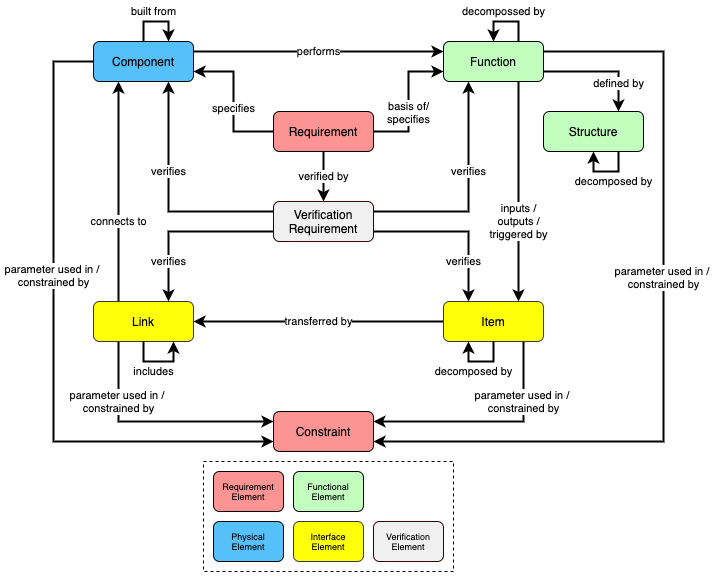 built from
decompossed by
Component
performs
Function
defined by
specifies
basis of/
specifies
Requirement
Structure
verifies
verified by
verifies
decomposed by
Verification
Requirement
connects to
inputs /
outputs /
triggered by
verifies
verifies
parameter used in /
constrained by
parameter used in /
constrained by
Link
transferred by
Item
includes
decomposed by
parameter used in /
constrained by
parameter used in /
constrained by
Constraint
Requirement
Element
Functional
Element
Physical
Element
Interface
Element
Verification
Element